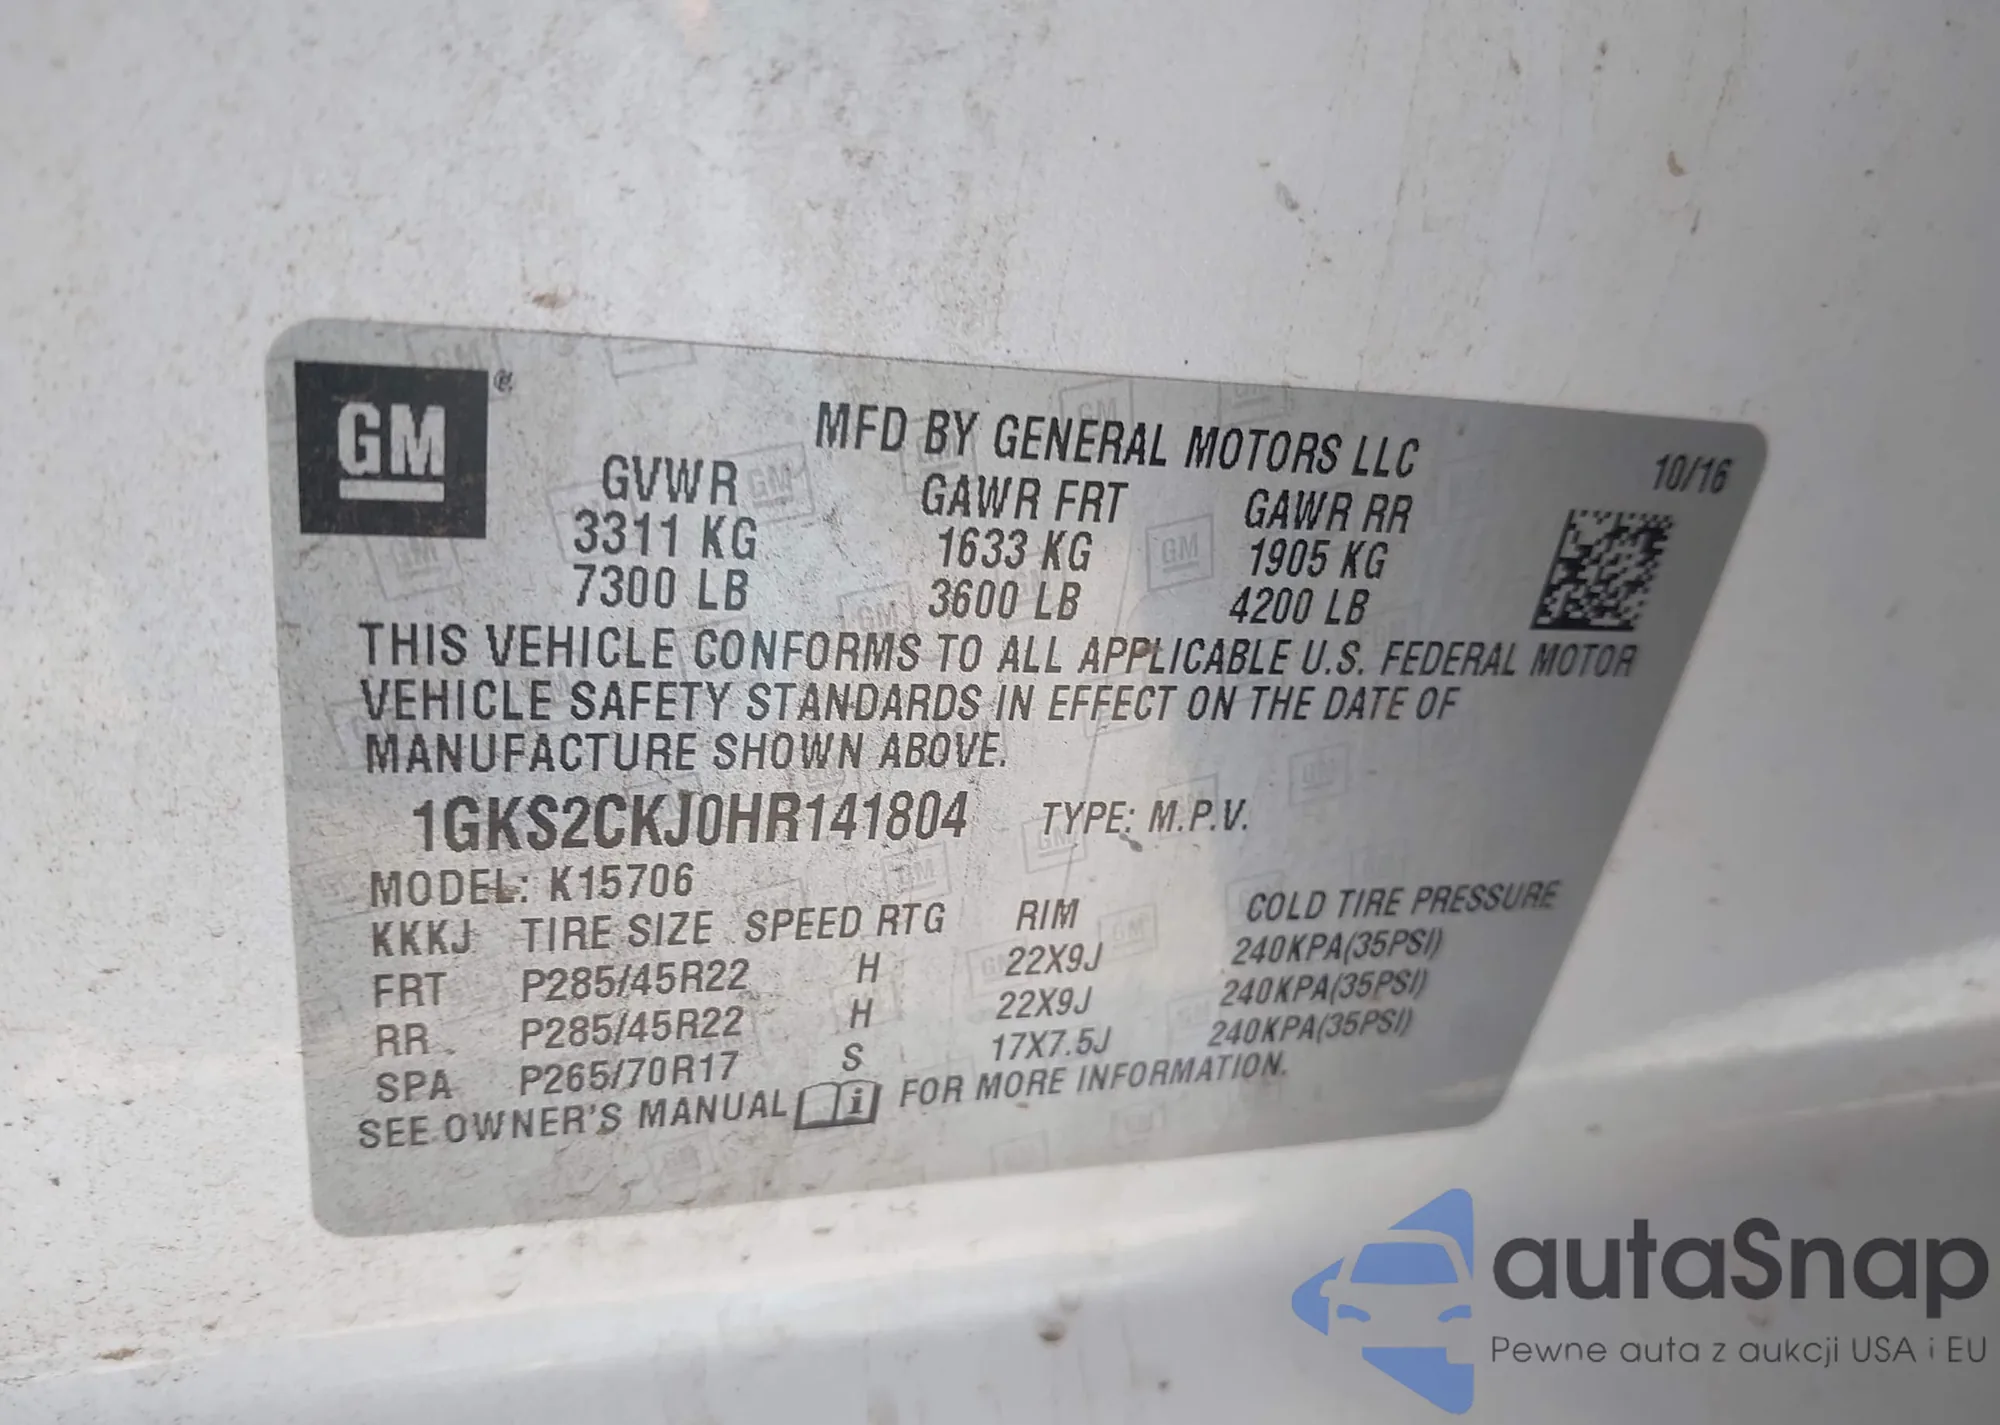 GM ®
MFD BY GENERAL MOTORS LLC
10/16
GVWR GAWR FRT GAWR RR
3311 KG 1633 KG 1905 KG
7300 LB 3600 LB 4200 LB
THIS VEHICLE CONFORMS TO ALL APPLICABLE U.S. FEDERAL MOTOR
VEHICLE SAFETY STANDARDS IN EFFECT ON THE DATE OF
MANUFACTURE SHOWN ABOVE.
1GKS2CKJ0HR141804 TYPE: M.P.V.
MODEL: K15706
KKKJ TIRE SIZE SPEED RTG RIM COLD TIRE PRESSURE
FRT P285/45R22 H 22X9J 240KPA(35PSI)
RR P285/45R22 H 22X9J 240KPA(35PSI)
SPA P265/70R17 S 17X7.5J 240KPA(35PSI)
SEE OWNER'S MANUAL i FOR MORE INFORMATION.
autaSnap
Pewne auta z aukcji USA i EU